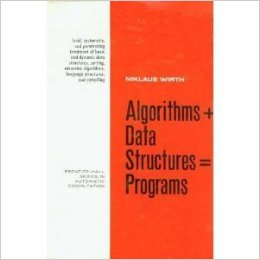 lucid, systematic,
and penetrating
treatment of basic
and dynamic data
structures, sorting,
recursive algorithms,
language structures,
and compiling
NIKLAUS WIRTH
Algorithms +
Data
Structures =
Programs
PRENTICE-HALL
SERIES IN
AUTOMATIC
COMPUTATION